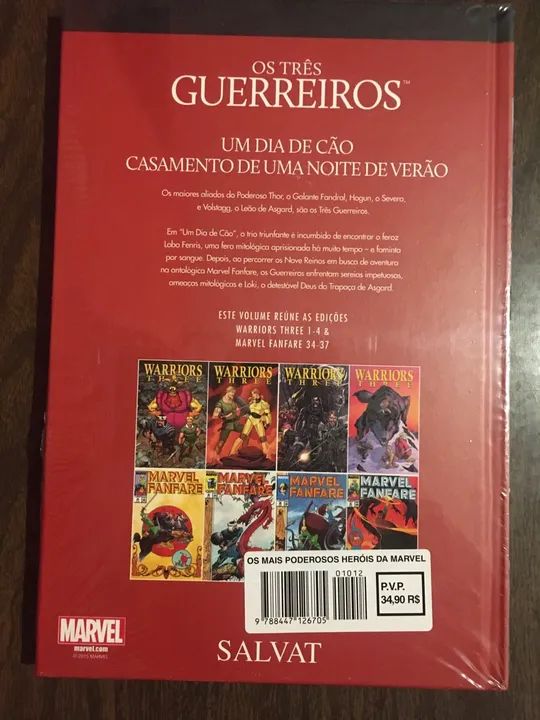 OS TRÊS
GUERREIROS™
UM DIA DE CÃO
CASAMENTO DE UMA NOITE DE VERÃO
Os maiores aliados do Poderoso Thor, o Galante Fandral, Hogun, o Severo,
e Volstagg, o Leão de Asgard, são os Três Guerreiros.
Em "Um Dia de Cão", o trio triunfante é incumbido de encontrar o feroz
Lobo Fenris, uma fera mitológica aprisionada há muito tempo – e faminta
por sangue. Depois, ao percorrer os Nove Reinos em busca de aventura
na antológica Marvel Fanfare, os Guerreiros enfrentam sereias impetuosas,
ameaças mitológicas e Loki, o detestável Deus do Trapaça de Asgard.
ESTE VOLUME REÚNE AS EDIÇÕES
WARRIORS THREE 1-4 &
MARVEL FANFARE 34-37
WARRIORS THREE
WARRIORS THREE
WARRIORS THREE
WARRIORS THREE
MARVEL FANFARE
MARVEL FANFARE
MARVEL FANFARE
MARVEL FANFARE
OS MAIS PODEROSOS HERÓIS DA MARVEL
01012
P.V.P.
34,90 R$
9 788447 126705
MARVEL
marvel.com
© 2015 MARVEL
SALVAT